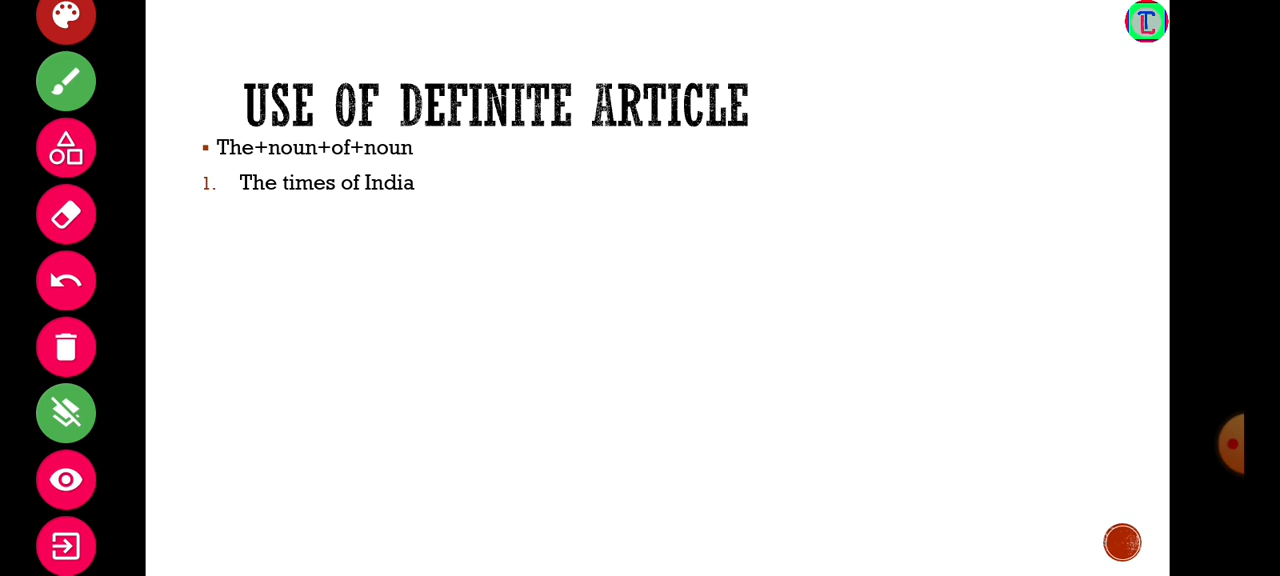 USE OF DEFINITE ARTICLE
The+noun+of+noun
1. The times of India